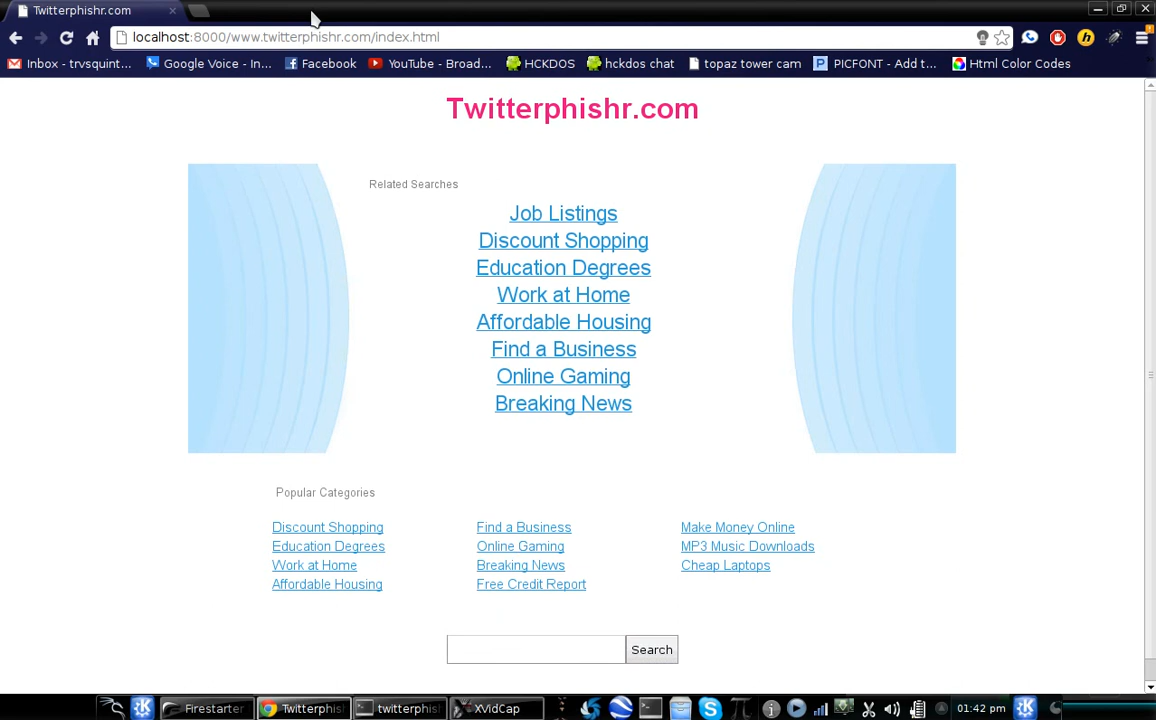 Twitterphishr.com
localhost:8000/www.twitterphishr.com/index.html
Inbox - trvsquint... Google Voice - In... Facebook YouTube - Broad... HCKDOS hckdos chat topaz tower cam PICFONT - Add t... Html Color Codes
Twitterphishr.com
Related Searches
Job Listings
Discount Shopping
Education Degrees
Work at Home
Affordable Housing
Find a Business
Online Gaming
Breaking News
Popular Categories
Discount Shopping Find a Business Make Money Online
Education Degrees Online Gaming MP3 Music Downloads
Work at Home Breaking News Cheap Laptops
Affordable Housing Free Credit Report
Search
Firestarter Twitterphis twitterphis XVidCap 01:42 pm